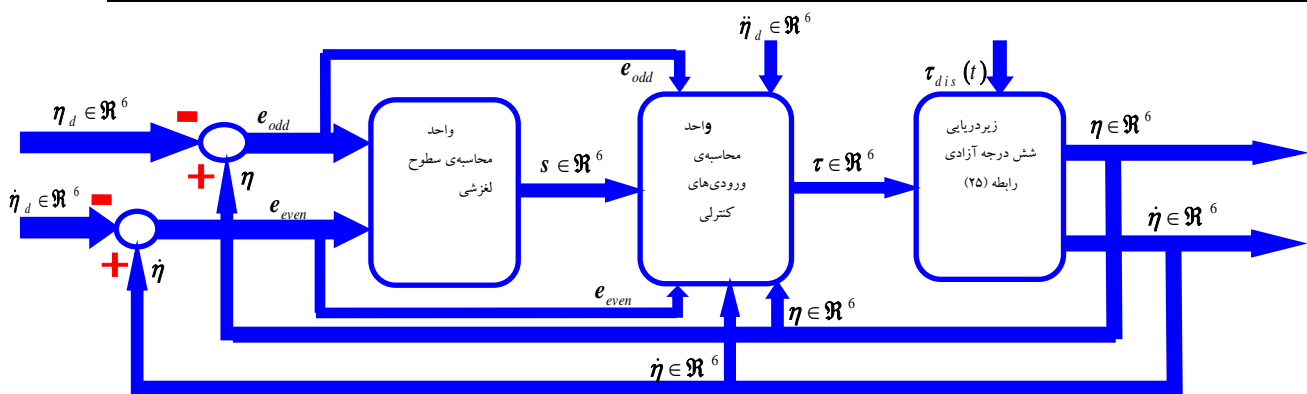 η̈_d ∈ ℜ⁶
e_odd
τ_dis(t)
η_d ∈ ℜ⁶
-
e_odd
+
η
واحد
محاسبه‌ی سطوح
لغزشی
s ∈ ℜ⁶
واحد
محاسبه‌ی
ورودی‌های
کنترلی
τ ∈ ℜ⁶
زیردریایی
شش درجه آزادی
رابطه (۲۵)
η ∈ ℜ⁶
η̇_d ∈ ℜ⁶
-
e_even
+
η̇
η̇ ∈ ℜ⁶
e_even
η ∈ ℜ⁶
η̇ ∈ ℜ⁶